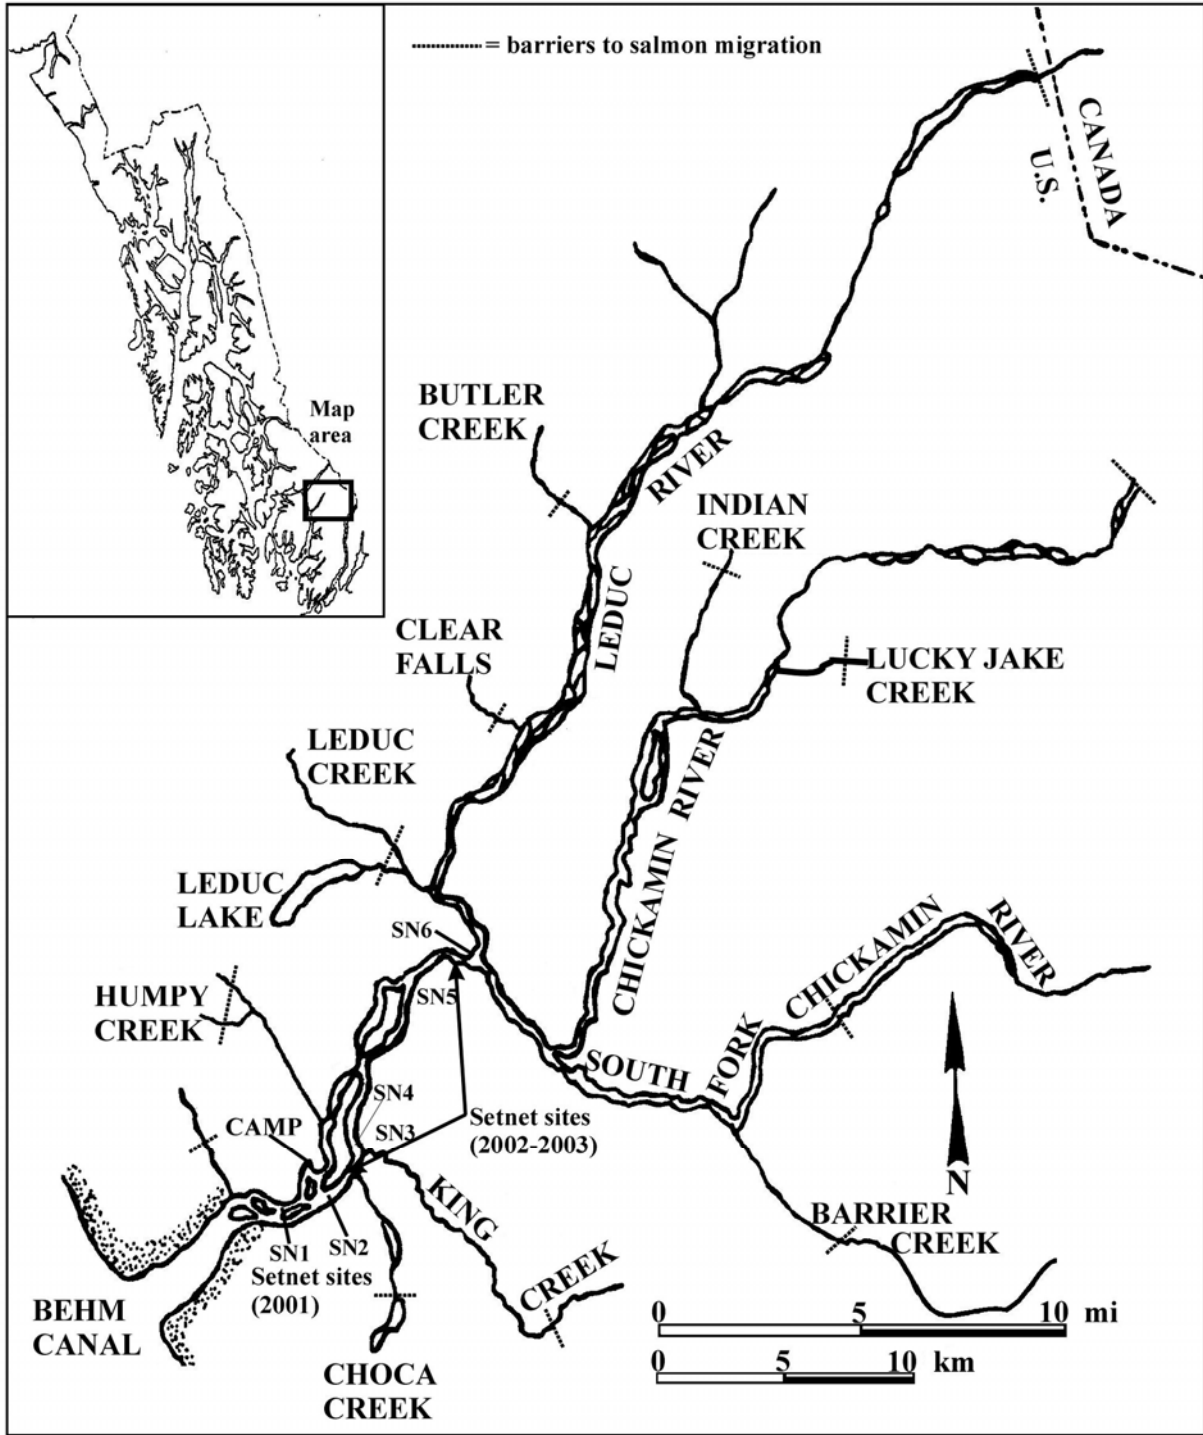 = barriers to salmon migration
CANADA
U.S.
Map
area
BUTLER
CREEK
RIVER
INDIAN
CREEK
LEDUC
CLEAR
FALLS
LUCKY JAKE
CREEK
LEDUC
CREEK
CHICKAMIN RIVER
LEDUC
LAKE
SN6
CHICKAMIN
RIVER
HUMPY
CREEK
SN5
SOUTH
FORK
SN4
CAMP
SN3
Setnet sites
(2002-2003)
KING
CREEK
N
BARRIER
CREEK
SN1
SN2
Setnet sites
(2001)
BEHM
CANAL
CHOCA
CREEK
0 5 10 mi
0 5 10 km